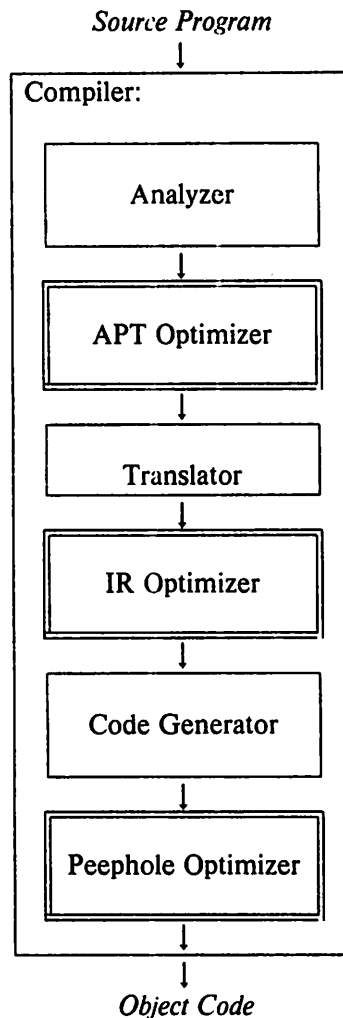 Source Program
Compiler:
Analyzer
APT Optimizer
Translator
IR Optimizer
Code Generator
Peephole Optimizer
Object Code